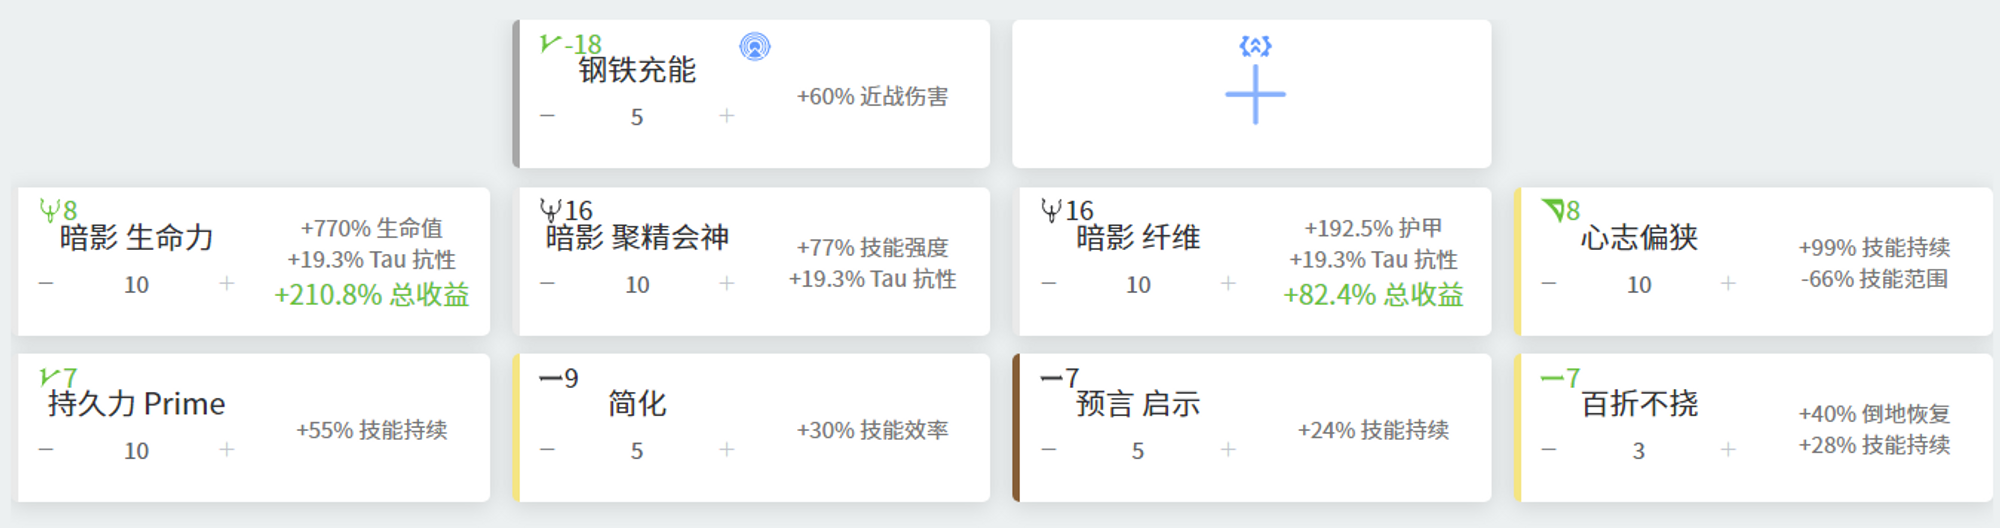 -18
钢铁充能
+60% 近战伤害
− 5 +
8
暗影 生命力
+770% 生命值
+19.3% Tau 抗性
+210.8% 总收益
− 10 +
16
暗影 聚精会神
+77% 技能强度
+19.3% Tau 抗性
− 10 +
16
暗影 纤维
+192.5% 护甲
+19.3% Tau 抗性
+82.4% 总收益
− 10 +
8
心志偏狭
+99% 技能持续
-66% 技能范围
− 10 +
7
持久力 Prime
+55% 技能持续
− 10 +
9
简化
+30% 技能效率
− 5 +
7
预言 启示
+24% 技能持续
− 5 +
7
百折不挠
+40% 倒地恢复
+28% 技能持续
− 3 +